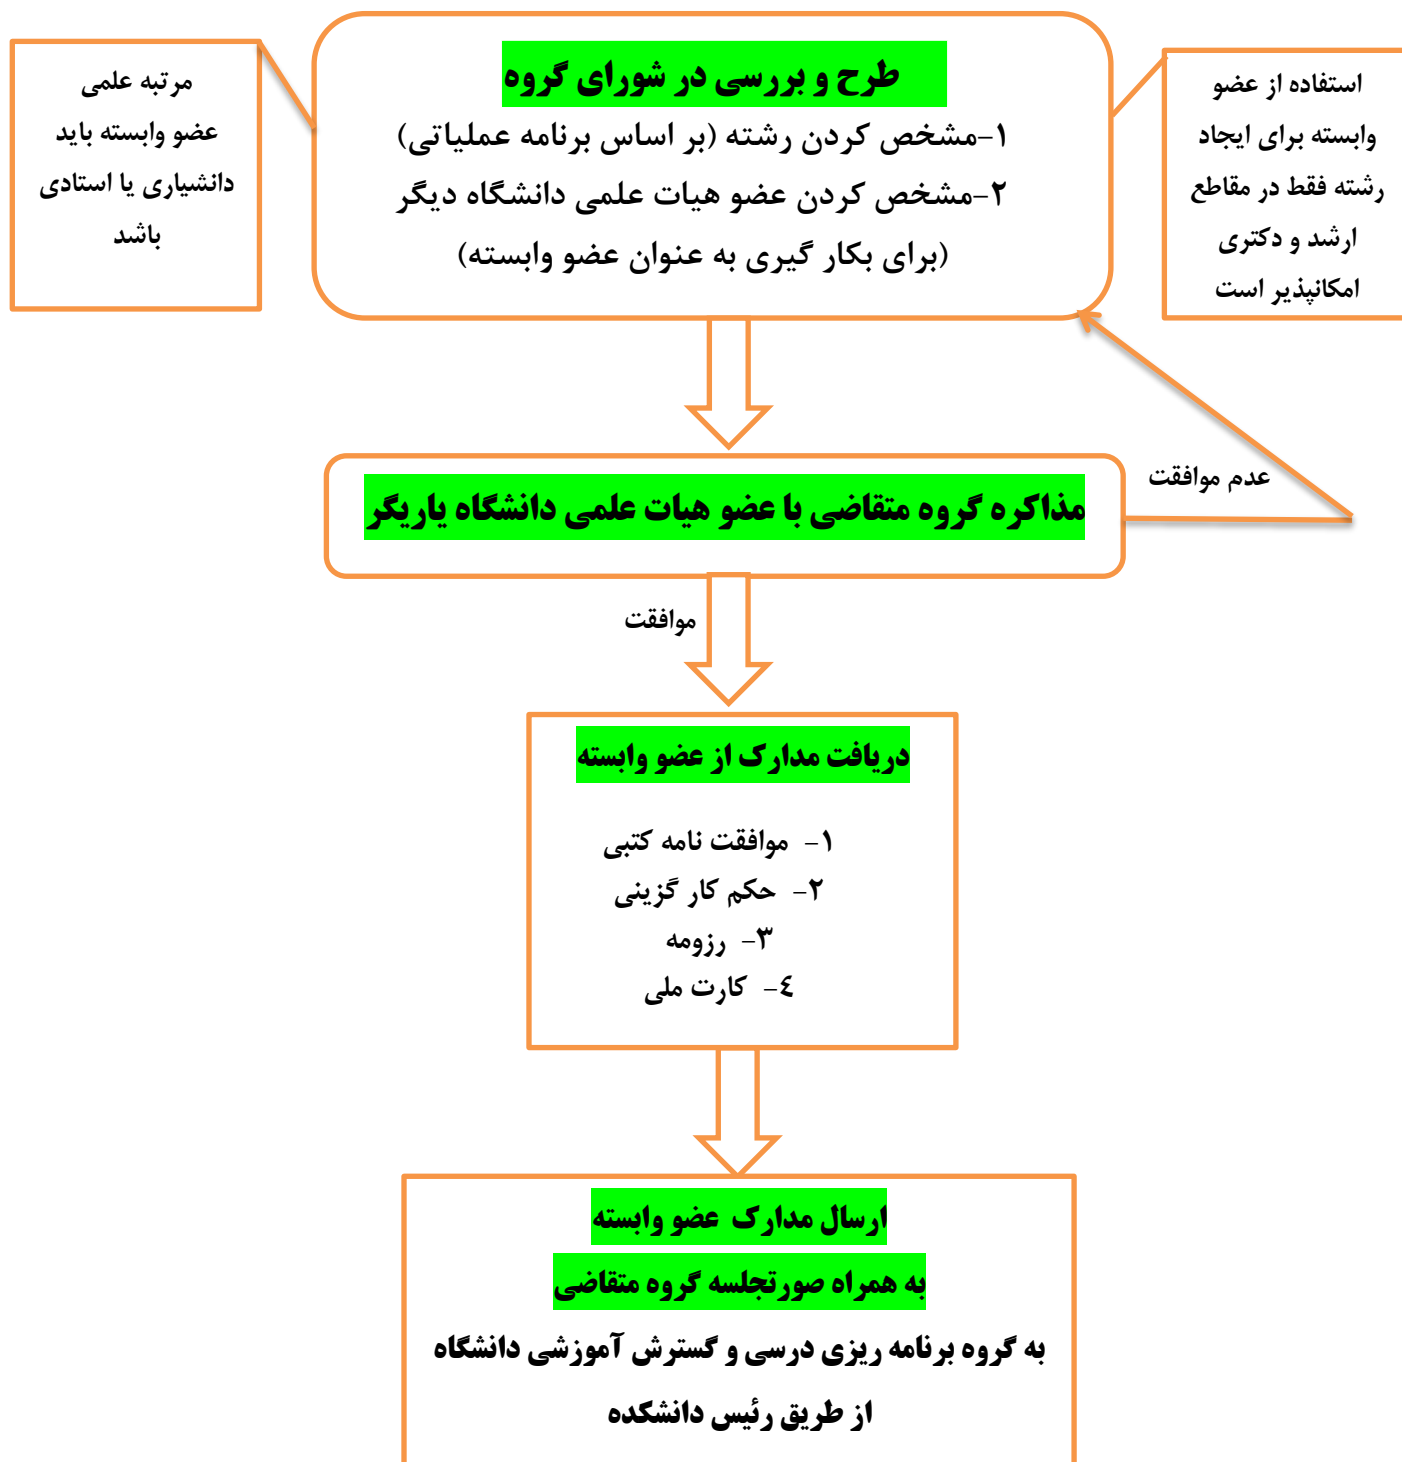 طرح و بررسی در شورای گروه
۱-مشخص کردن رشته (بر اساس برنامه عملیاتی)
۲-مشخص کردن عضو هیات علمی دانشگاه دیگر
(برای بکار گیری به عنوان عضو وابسته)
استفاده از عضو
وابسته برای ایجاد
رشته فقط در مقاطع
ارشد و دکتری
امکانپذیر است
مرتبه علمی
عضو وابسته باید
دانشیاری یا استادی
باشد
مذاکره گروه متقاضی با عضو هیات علمی دانشگاه یاریگر
عدم موافقت
موافقت
دریافت مدارک از عضو وابسته
۱- موافقت نامه کتبی
۲- حکم کار گزینی
۳- رزومه
٤- کارت ملی
ارسال مدارک عضو وابسته
به همراه صورتجلسه گروه متقاضی
به گروه برنامه ریزی درسی و گسترش آموزشی دانشگاه
از طریق رئیس دانشکده